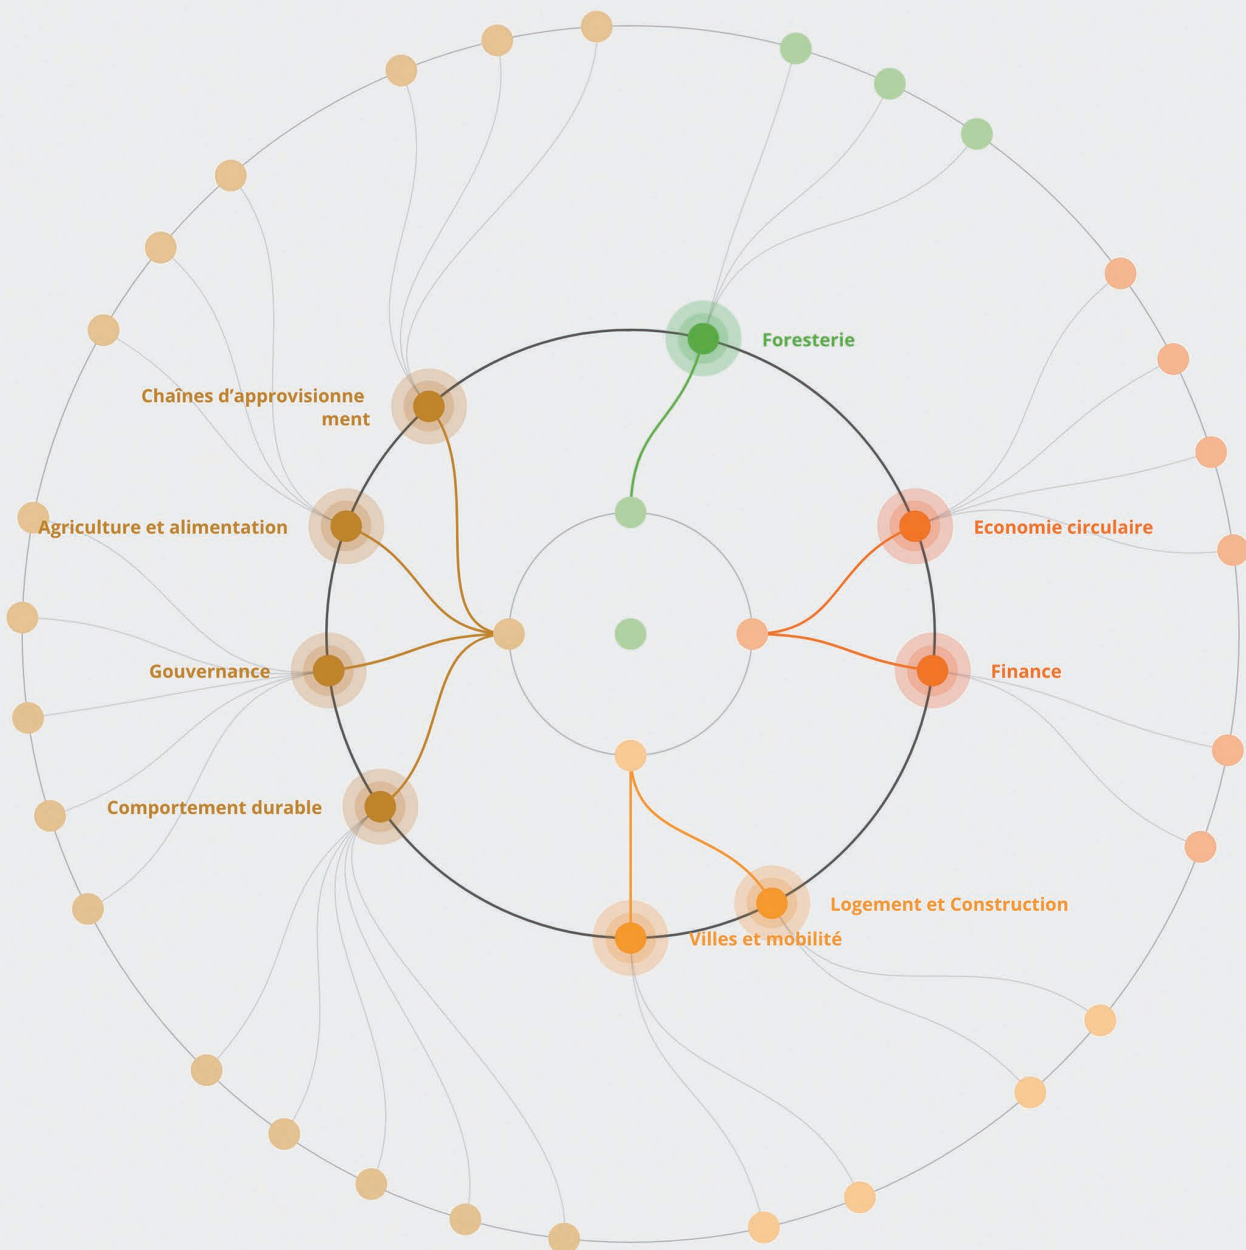 Foresterie
Chaînes d’approvisionne
ment
Agriculture et alimentation
Economie circulaire
Gouvernance
Finance
Comportement durable
Logement et Construction
Villes et mobilité